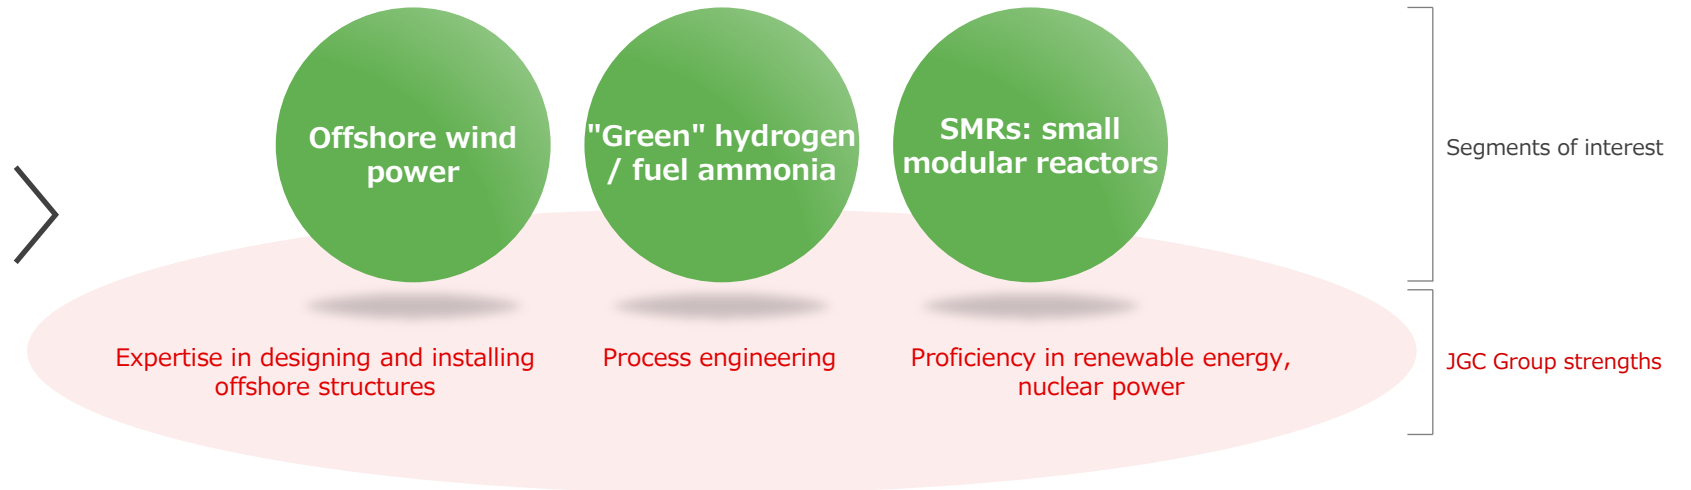 Offshore wind
power
"Green" hydrogen
/ fuel ammonia
SMRs: small
modular reactors
Segments of interest
Expertise in designing and installing
offshore structures
Process engineering
Proficiency in renewable energy,
nuclear power
JGC Group strengths